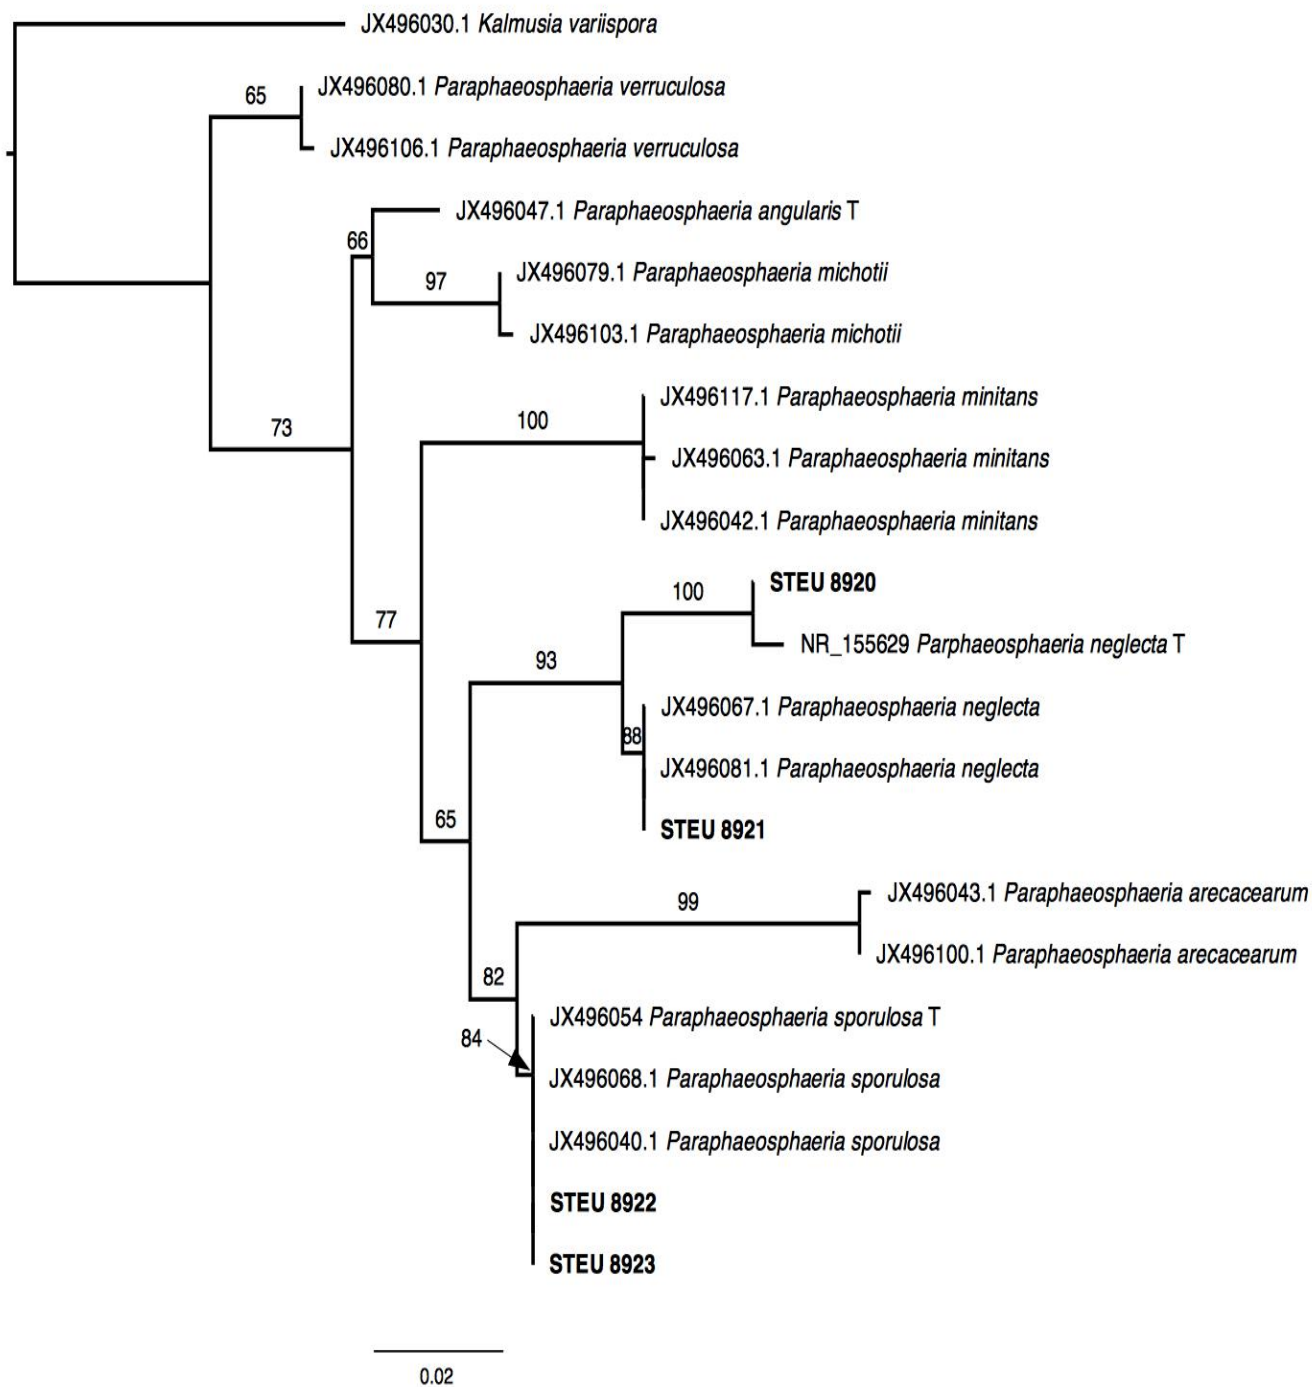 JX496030.1 Kalmusia variispora
JX496080.1 Paraphaeosphaeria verruculosa
65
JX496106.1 Paraphaeosphaeria verruculosa
JX496047.1 Paraphaeosphaeria angularis T
66
JX496079.1 Paraphaeosphaeria michotii
97
JX496103.1 Paraphaeosphaeria michotii
JX496117.1 Paraphaeosphaeria minitans
100
73
JX496063.1 Paraphaeosphaeria minitans
JX496042.1 Paraphaeosphaeria minitans
STEU 8920
100
77
NR_155629 Parphaeosphaeria neglecta T
93
JX496067.1 Paraphaeosphaeria neglecta
88
JX496081.1 Paraphaeosphaeria neglecta
65
STEU 8921
JX496043.1 Paraphaeosphaeria arecacearum
99
JX496100.1 Paraphaeosphaeria arecacearum
82
JX496054 Paraphaeosphaeria sporulosa T
84
JX496068.1 Paraphaeosphaeria sporulosa
JX496040.1 Paraphaeosphaeria sporulosa
STEU 8922
STEU 8923
0.02